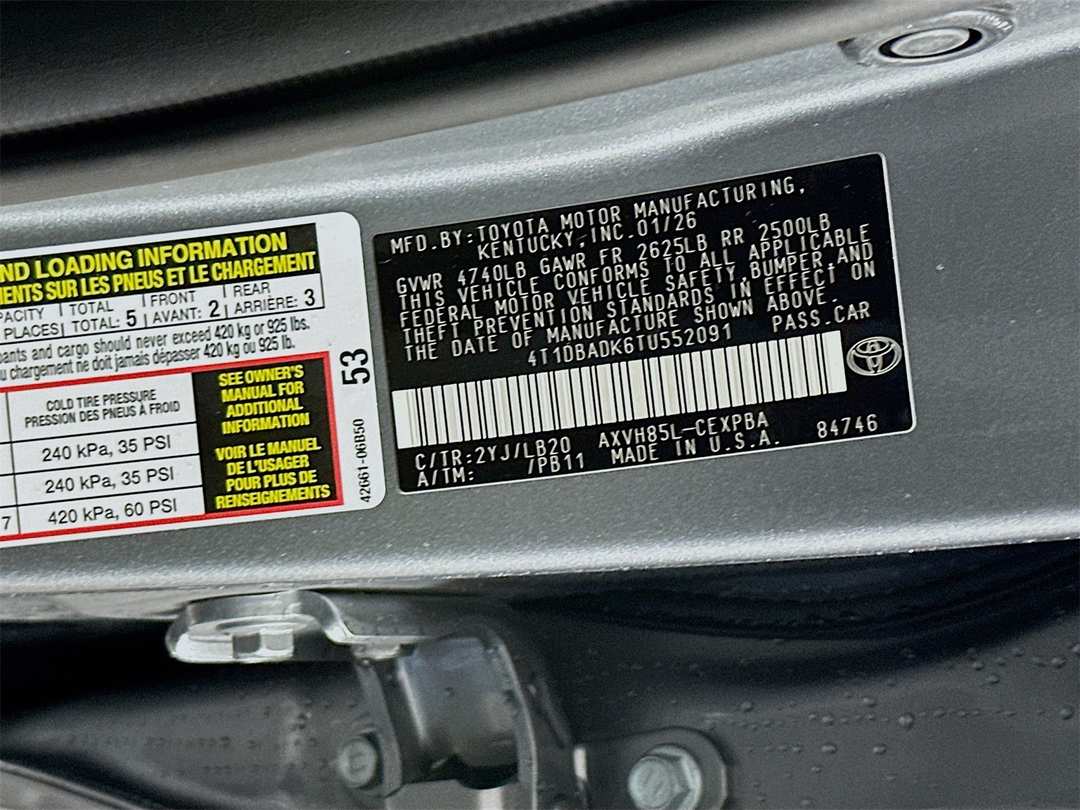 ND LOADING INFORMATION
MENTS SUR LES PNEUS ET LE CHARGEMENT
PACITY TOTAL FRONT REAR
PLACES TOTAL: 5 AVANT: 2 ARRIÈRE: 3
pants and cargo should never exceed 420 kg or 925 lbs.
u chargement ne doit jamais dépasser 420 kg ou 925 lb.
COLD TIRE PRESSURE
PRESSION DES PNEUS À FROID
240 kPa, 35 PSI
240 kPa, 35 PSI
7 420 kPa, 60 PSI
SEE OWNER'S
MANUAL FOR
ADDITIONAL
INFORMATION
VOIR LE MANUEL
DE L'USAGER
POUR PLUS DE
RENSEIGNEMENTS
53
42661-06B50
MFD.BY:TOYOTA MOTOR MANUFACTURING,
KENTUCKY,INC.01/26
GVWR 4740LB GAWR FR 2625LB RR 2500LB
THIS VEHICLE CONFORMS TO ALL APPLICABLE
FEDERAL MOTOR VEHICLE SAFETY, BUMPER,AND
THEFT PREVENTION STANDARDS IN EFFECT ON
THE DATE OF MANUFACTURE SHOWN ABOVE.
4T1DBADK6TU552091 PASS.CAR
C/TR:2YJ/LB20 AXVH85L-CEXPBA 84746
A/TM: /PB11 MADE IN U.S.A.